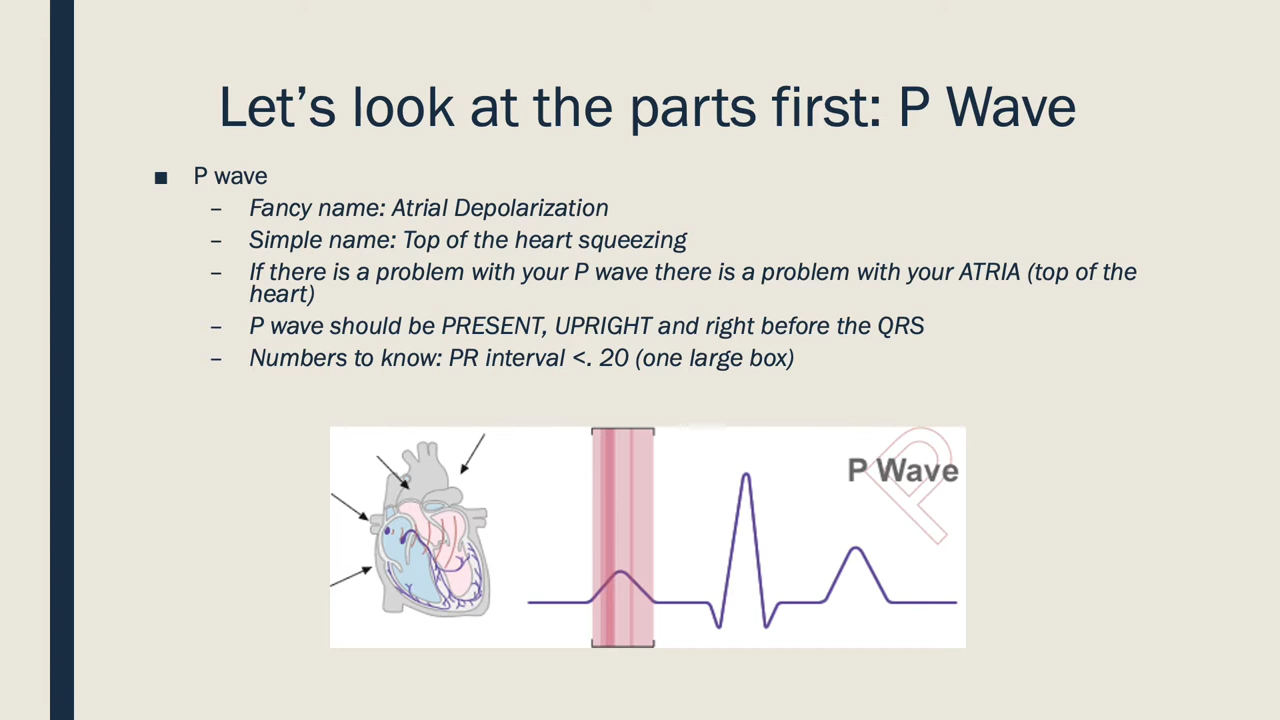 Let’s look at the parts first: P Wave
■ P wave
– Fancy name: Atrial Depolarization
– Simple name: Top of the heart squeezing
– If there is a problem with your P wave there is a problem with your ATRIA (top of the
heart)
– P wave should be PRESENT, UPRIGHT and right before the QRS
– Numbers to know: PR interval <. 20 (one large box)
P Wave
P